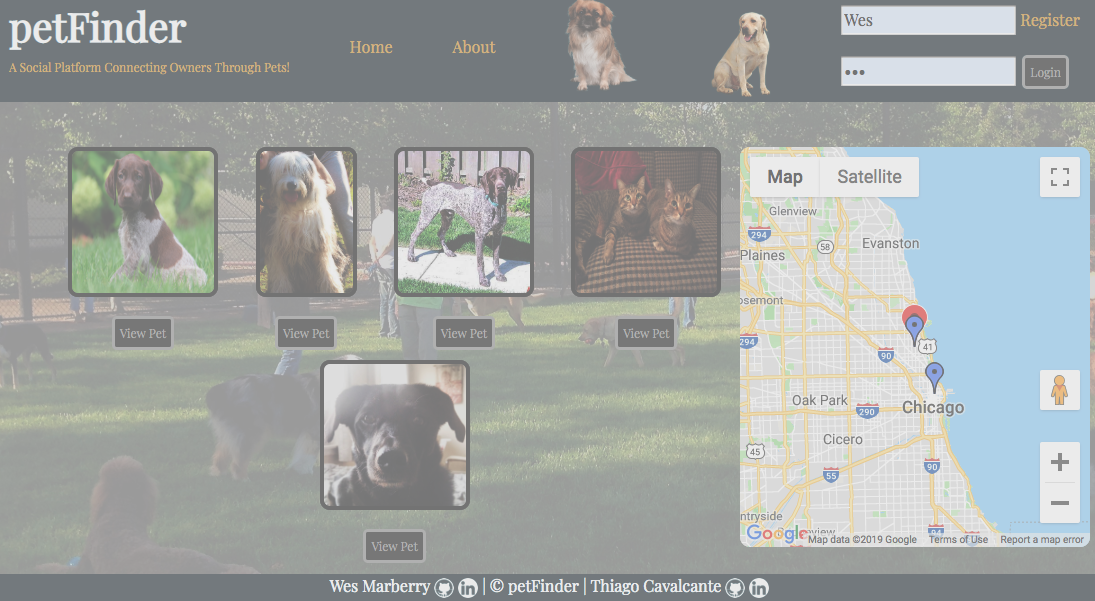 petFinder
A Social Platform Connecting Owners Through Pets!
Home
About
Wes
Register
•••
Login
View Pet
View Pet
View Pet
View Pet
View Pet
Map
Satellite
Glenview
294
58
Evanston
Plaines
osemont
294
41
90
Oak Park
290
Chicago
Cicero
45
55
90
ntryside
94
Google
Map data ©2019 Google
Terms of Use
Report a map error
Wes Marberry | © petFinder | Thiago Cavalcante